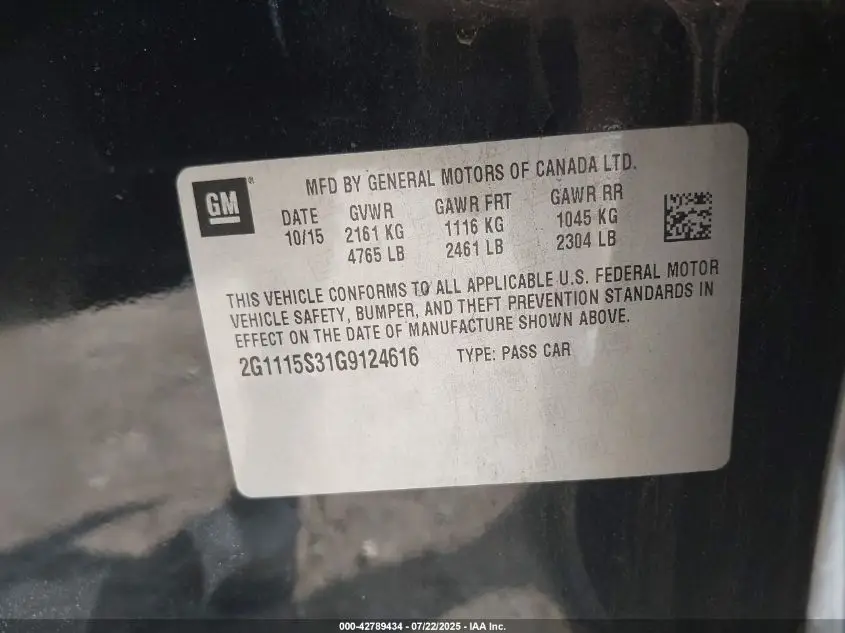 GM®
MFD BY GENERAL MOTORS OF CANADA LTD.
DATE GVWR GAWR FRT GAWR RR
10/15 2161 KG 1116 KG 1045 KG
4765 LB 2461 LB 2304 LB
THIS VEHICLE CONFORMS TO ALL APPLICABLE U.S. FEDERAL MOTOR
VEHICLE SAFETY, BUMPER, AND THEFT PREVENTION STANDARDS IN
EFFECT ON THE DATE OF MANUFACTURE SHOWN ABOVE.
2G1115S31G9124616 TYPE: PASS CAR
000-42789434 - 07/22/2025 - IAA Inc.